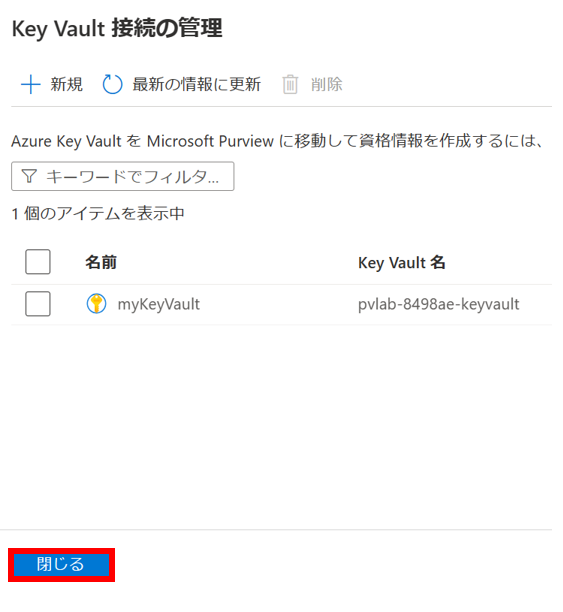 Key Vault 接続の管理
新規 最新の情報に更新 削除
Azure Key Vault を Microsoft Purview に移動して資格情報を作成するには、
キーワードでフィルタ...
1 個のアイテムを表示中
名前 Key Vault 名
myKeyVault pvlab-8498ae-keyvault
閉じる